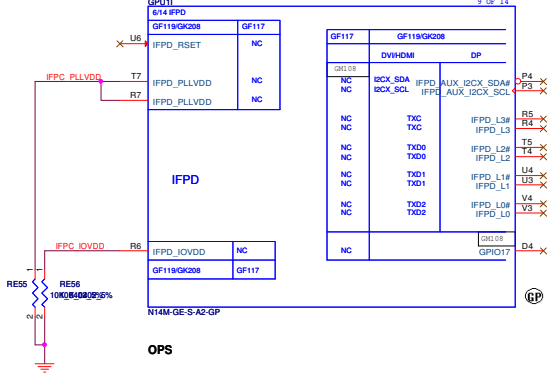 GPU1I
9 OF 14
6/14 IFPD
GF119/GK208 GF117
U6 IFPD_RSET NC
GF117 GF119/GK208
DVI/HDMI DP
GM108
IFPC_PLLVDD T7 IFPD_PLLVDD NC
R7 IFPD_PLLVDD NC
NC I2CX_SDA IFPD_AUX_I2CX_SDA# P4
NC I2CX_SCL IFPD_AUX_I2CX_SCL P3
NC TXC IFPD_L3# R5
NC TXC IFPD_L3 R4
NC TXD0 IFPD_L2# T5
NC TXD0 IFPD_L2 T4
NC TXD1 IFPD_L1# U4
NC TXD1 IFPD_L1 U3
IFPD
NC TXD2 IFPD_L0# V4
NC TXD2 IFPD_L0 V3
GM108
IFPC_IOVDD R6 IFPD_IOVDD NC
NC GPIO17 D4
GF119/GK208 GF117
1 1
RE55 RE56
2 2
GP
N14M-GE-S-A2-GP
OPS